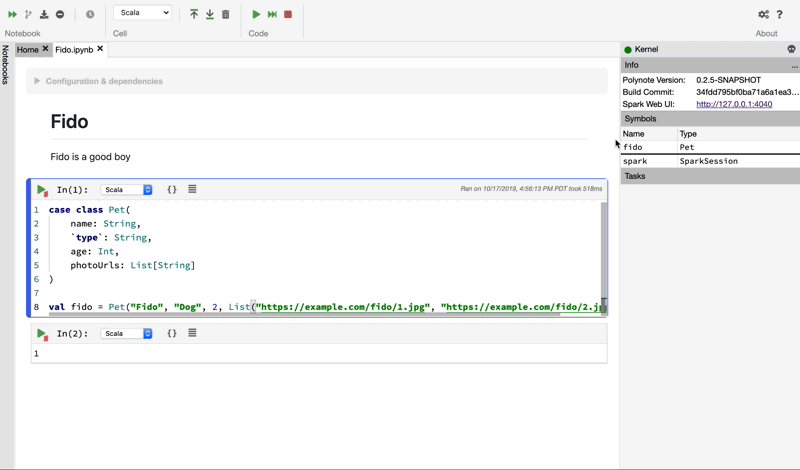 Scala
Notebook
Cell
Code
About
Notebooks
Home
Fido.ipynb
Configuration & dependencies
Fido
Fido is a good boy
In(1):
Scala
{}
Ran on 10/17/2019, 4:56:13 PM PDT took 518ms
1 case class Pet(
2 name: String,
3 `type`: String,
4 age: Int,
5 photoUrls: List[String]
6 )
7
8 val fido = Pet("Fido", "Dog", 2, List("https://example.com/fido/1.jpg", "https://example.com/fido/2.jp
In(2):
Scala
{}
1
Kernel
Info
...
Polynote Version: 0.2.5-SNAPSHOT
Build Commit: 34fdd795bf0ba71a6a1ea3...
Spark Web UI: http://127.0.0.1:4040
Symbols
Name Type
fido Pet
spark SparkSession
Tasks